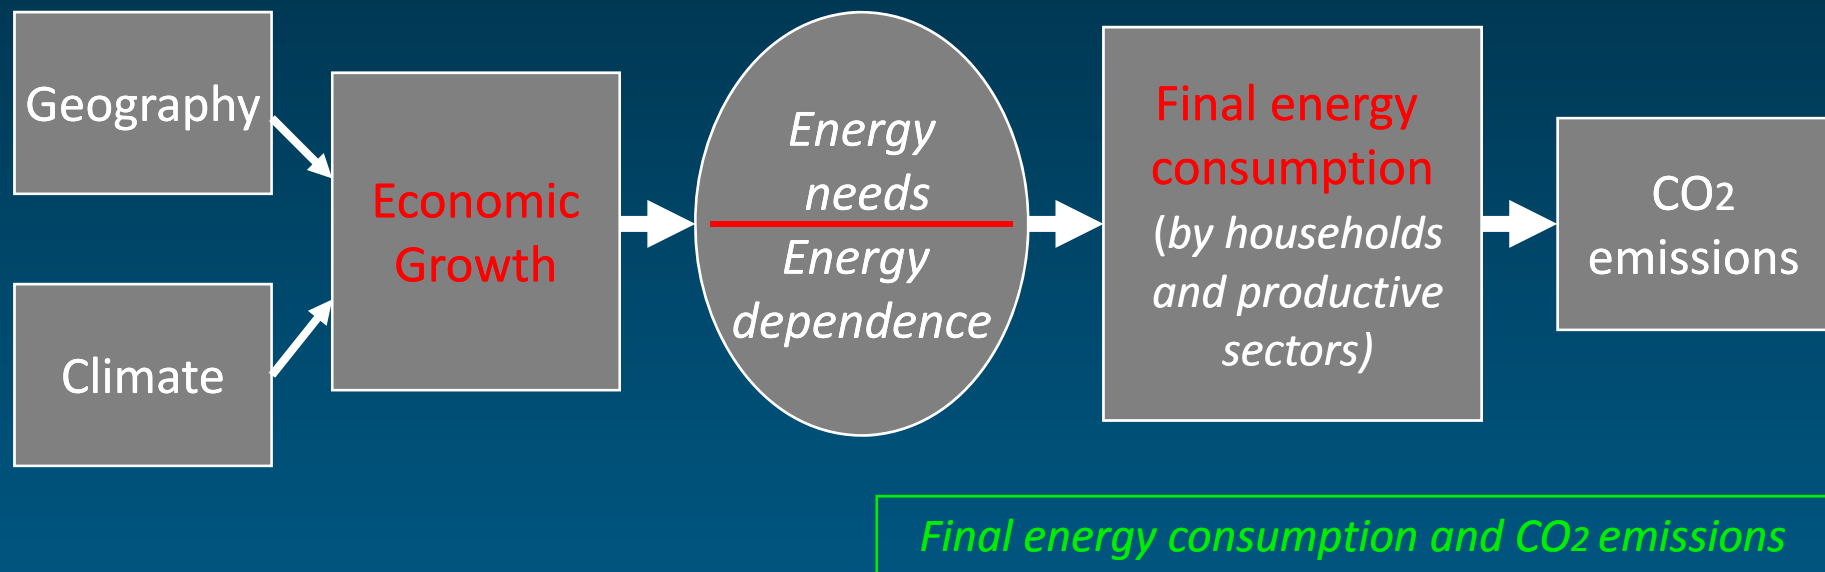 Geography
Climate
Economic
Growth
Energy
needs
Energy
dependence
Final energy
consumption
(by households
and productive
sectors)
CO2
emissions
Final energy consumption and CO2 emissions